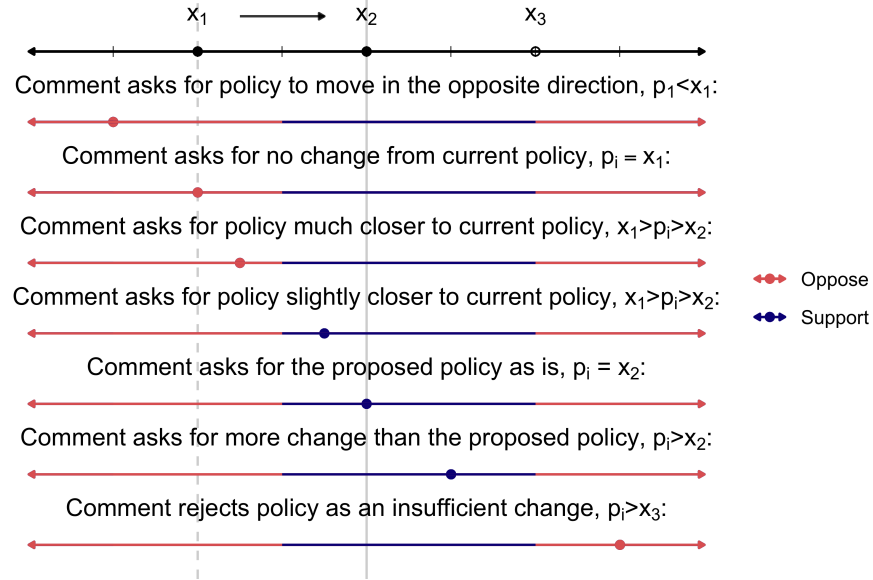 x₁ x₂ x₃
Comment asks for policy to move in the opposite direction, p₁<x₁:
Comment asks for no change from current policy, pᵢ = x₁:
Comment asks for policy much closer to current policy, x₁>pᵢ>x₂:
Comment asks for policy slightly closer to current policy, x₁>pᵢ>x₂:
Comment asks for the proposed policy as is, pᵢ = x₂:
Comment asks for more change than the proposed policy, pᵢ>x₂:
Comment rejects policy as an insufficient change, pᵢ>x₃:
Oppose
Support